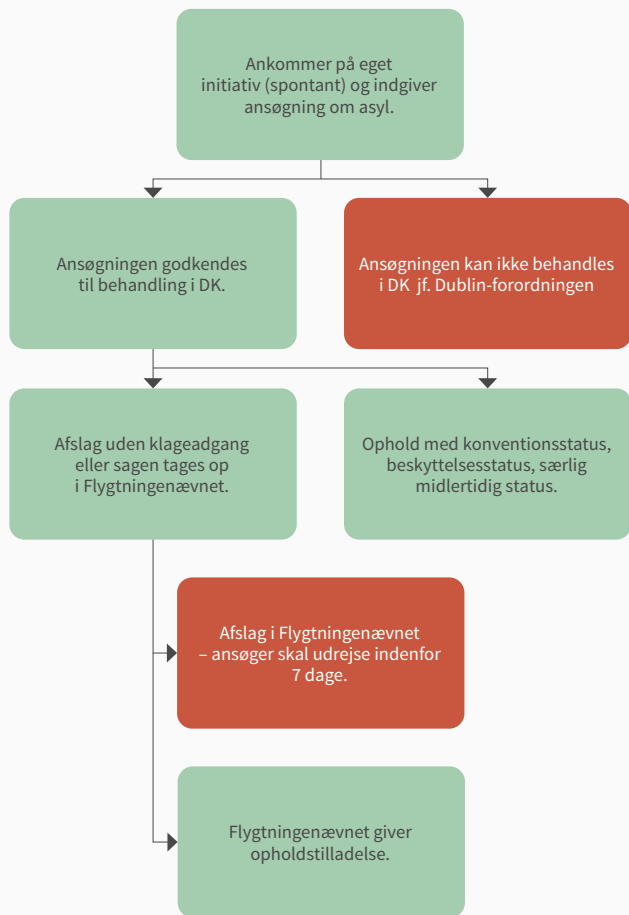 Ankommer på eget
initiativ (spontant) og indgiver
ansøgning om asyl.
Ansøgningen godkendes
til behandling i DK.
Ansøgningen kan ikke behandles
i DK jf. Dublin-forordningen
Afslag uden klageadgang
eller sagen tages op
i Flygtningenævnet.
Ophold med konventionsstatus,
beskyttelsesstatus, særlig
midlertidig status.
Afslag i Flygtningenævnet
– ansøger skal udrejse indenfor
7 dage.
Flygtningenævnet giver
opholdstilladelse.